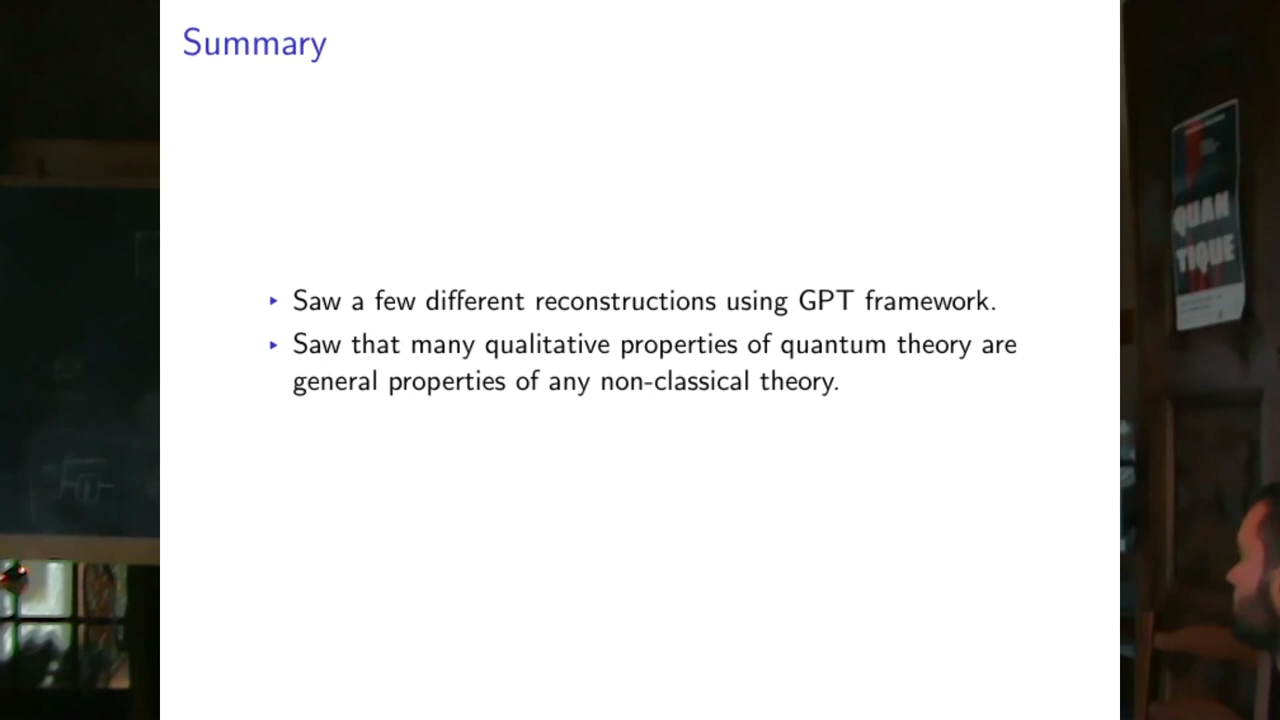 Summary
‣ Saw a few different reconstructions using GPT framework.
‣ Saw that many qualitative properties of quantum theory are
general properties of any non-classical theory.
QUAN
TIQUE